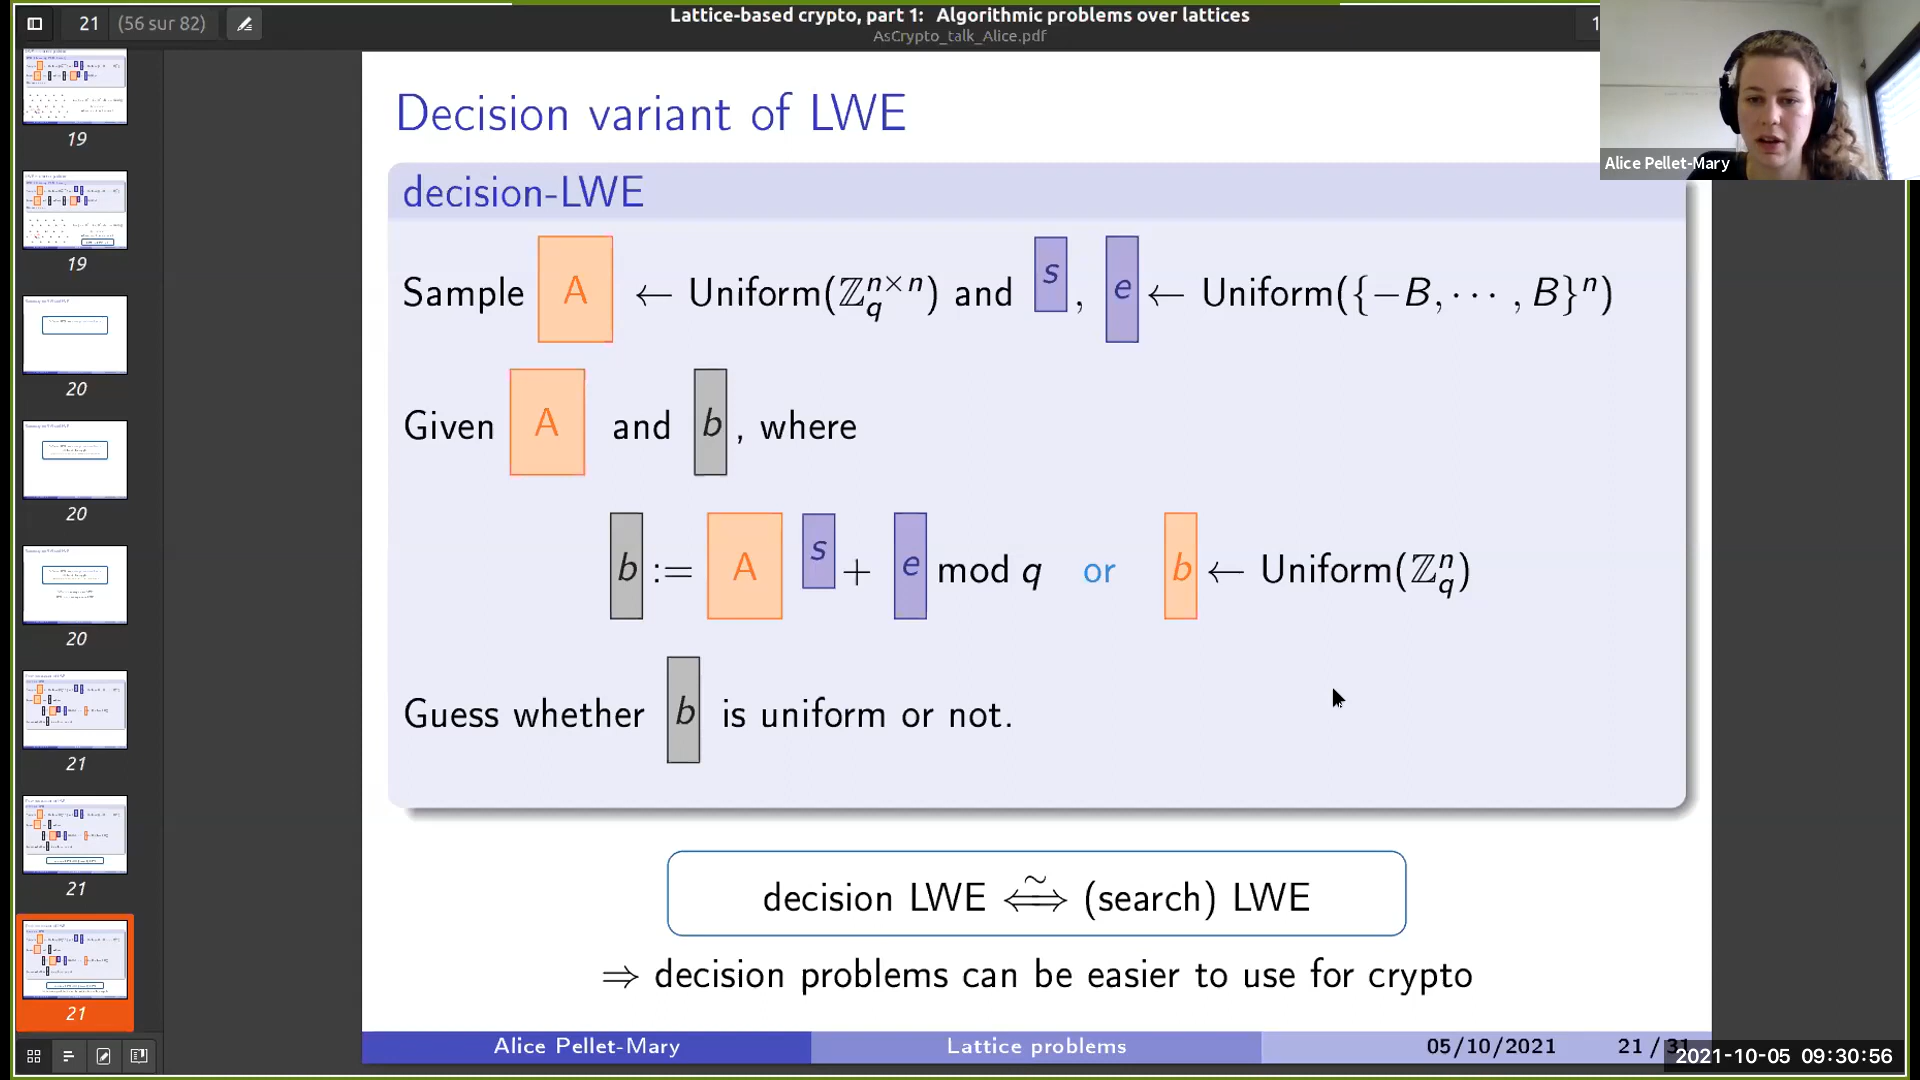 21 (56 sur 82)
Lattice-based crypto, part 1: Algorithmic problems over lattices
AsCrypto_talk_Alice.pdf
Alice Pellet-Mary
19
19
20
20
20
21
21
21
Decision variant of LWE
decision-LWE
Sample A ← Uniform(ℤ_q^{n×n}) and s, e ← Uniform({−B, ⋯ , B}^n)
Given A and b, where
b := A s + e mod q or b ← Uniform(ℤ_q^n)
Guess whether b is uniform or not.
decision LWE ⟺̃ (search) LWE
⇒ decision problems can be easier to use for crypto
Alice Pellet-Mary Lattice problems 05/10/2021 21 /
2021-10-05 09:30:56